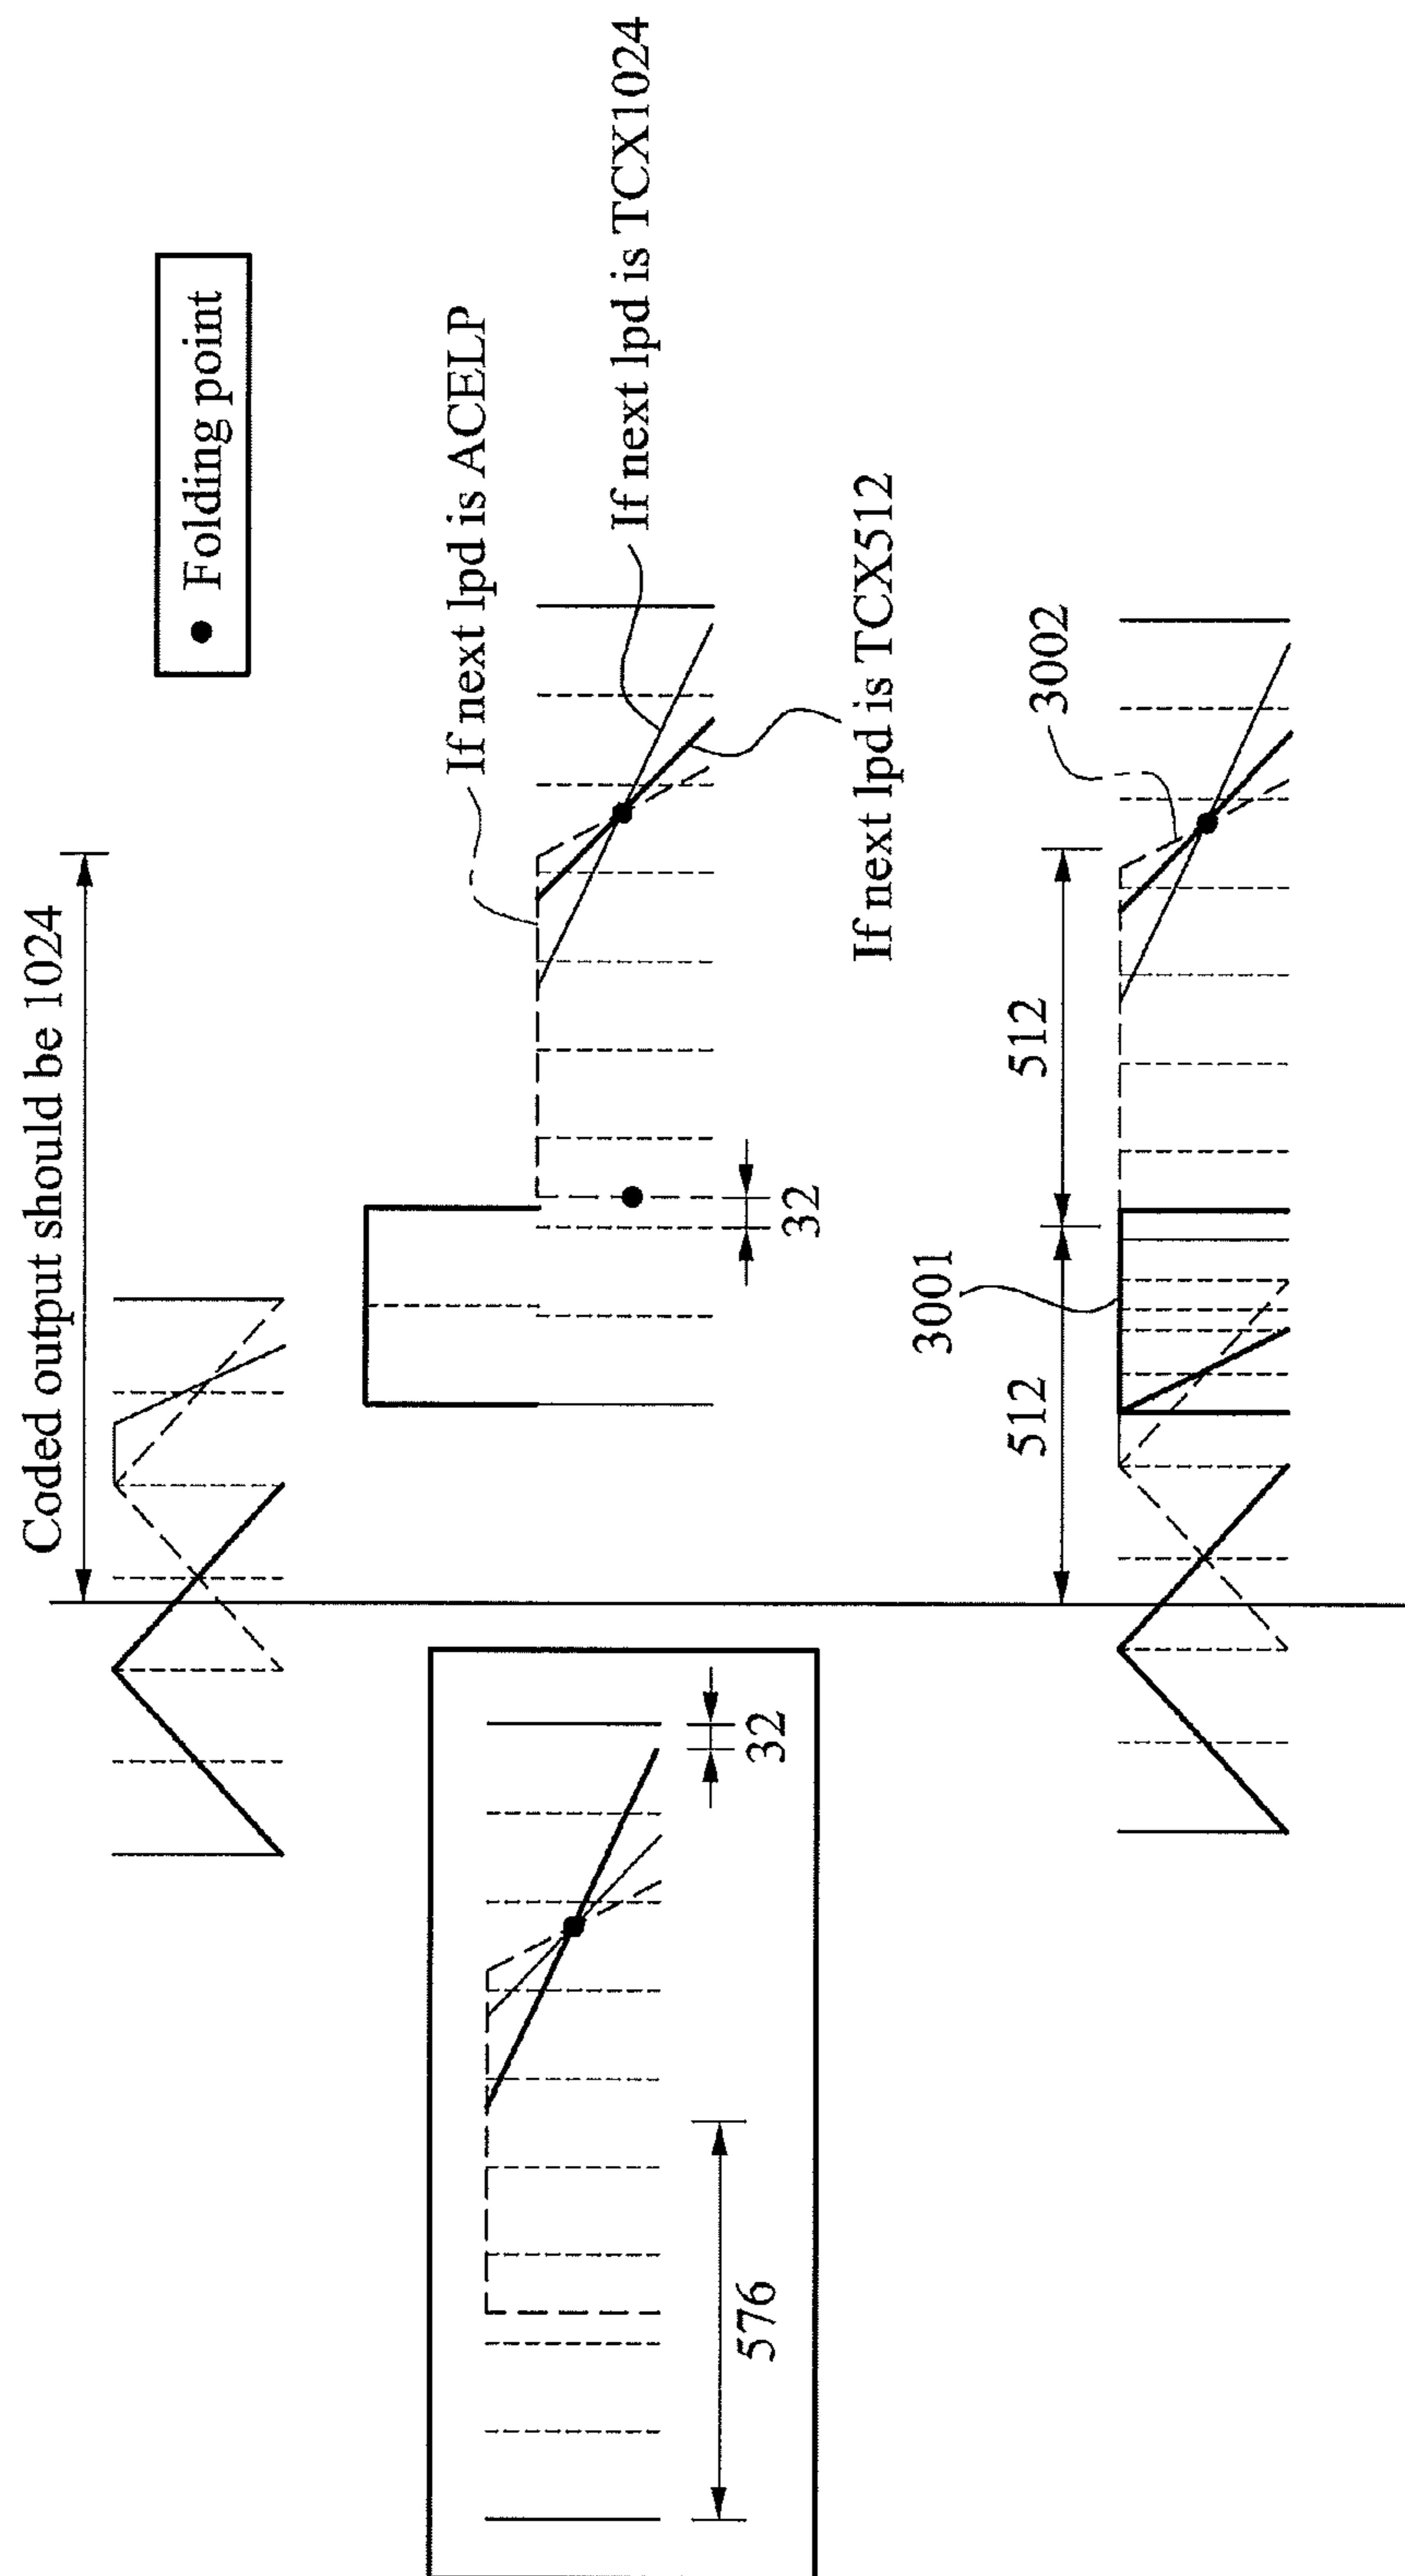 Coded output should be 1024
● Folding point
If next lpd is ACELP
If next lpd is TCX1024
32
If next lpd is TCX512
576
32
3001
3002
512
512